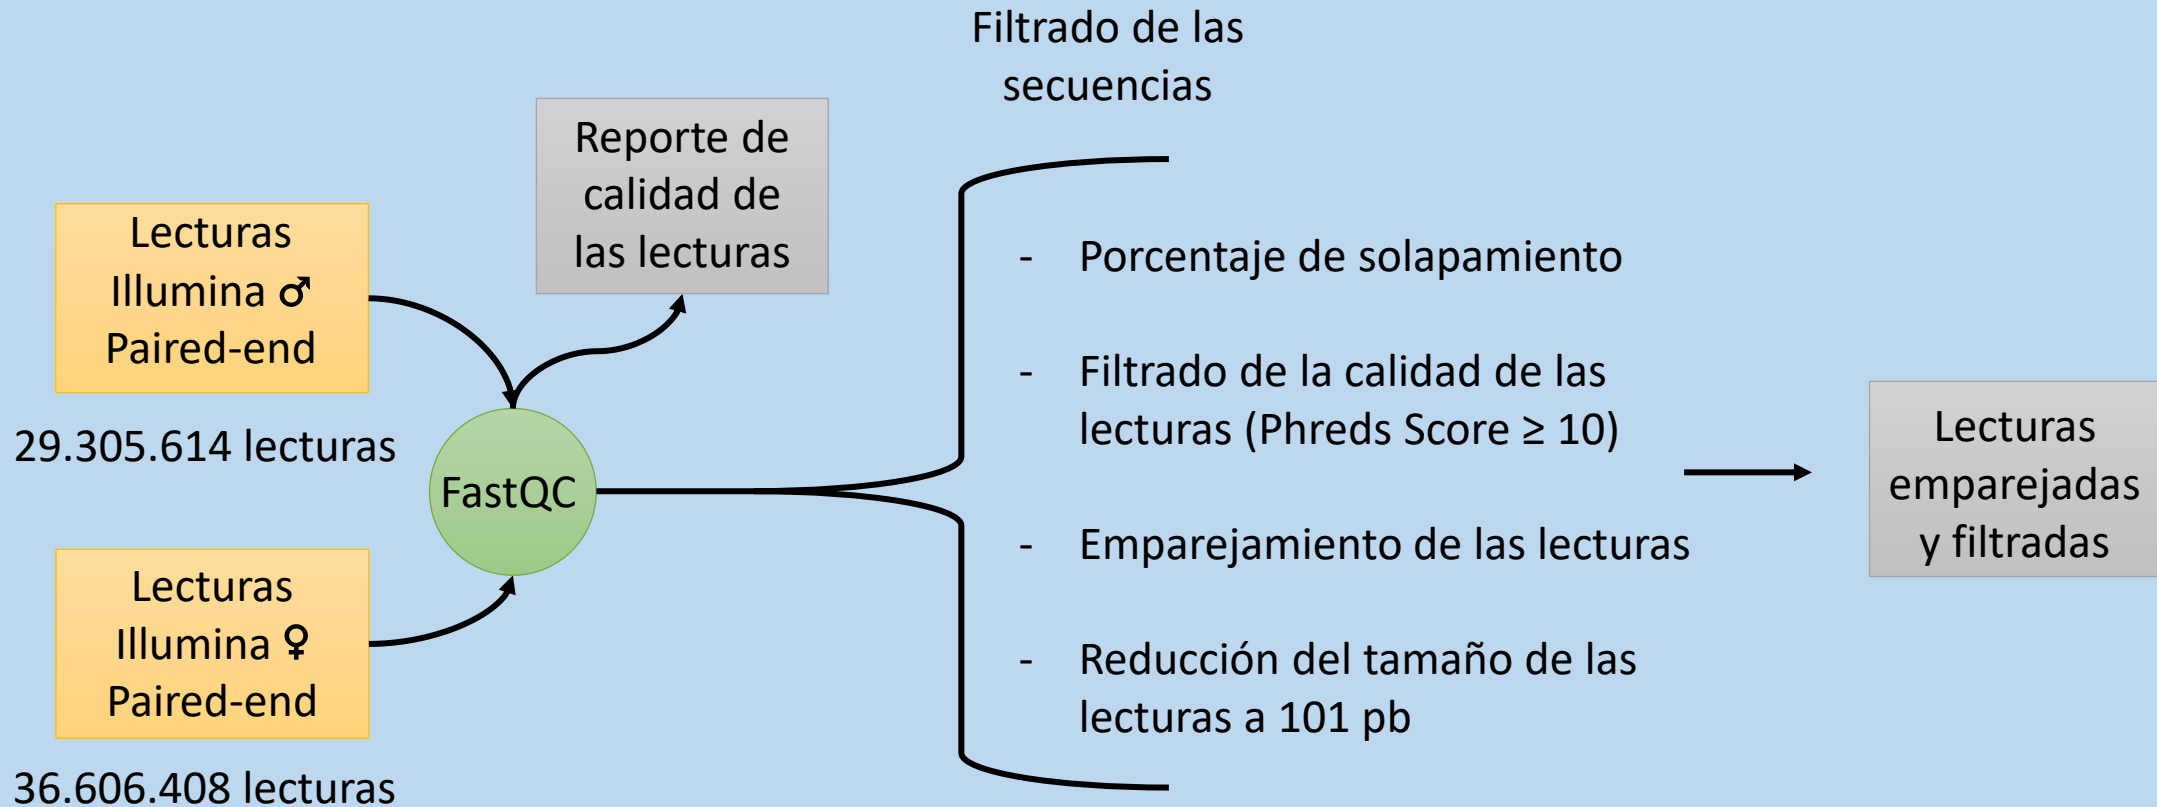 Filtrado de las
secuencias
Reporte de
calidad de
las lecturas
Lecturas
Illumina ♂
Paired-end
29.305.614 lecturas
FastQC
Lecturas
Illumina ♀
Paired-end
36.606.408 lecturas
- Porcentaje de solapamiento
- Filtrado de la calidad de las
lecturas (Phreds Score ≥ 10)
- Emparejamiento de las lecturas
- Reducción del tamaño de las
lecturas a 101 pb
Lecturas
emparejadas
y filtradas